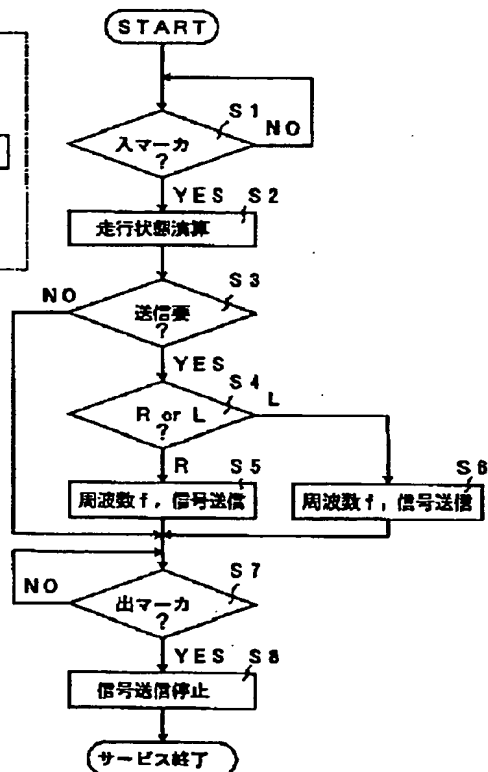 START
S1
NO
入マーカ
?
YES S2
走行状態演算
S3
NO
送信要
?
YES
S4
L
R or L
?
R S5
S6
周波数f, 信号送信
周波数f, 信号送信
NO
S7
出マーカ
?
YES S8
信号送信停止
サービス終了